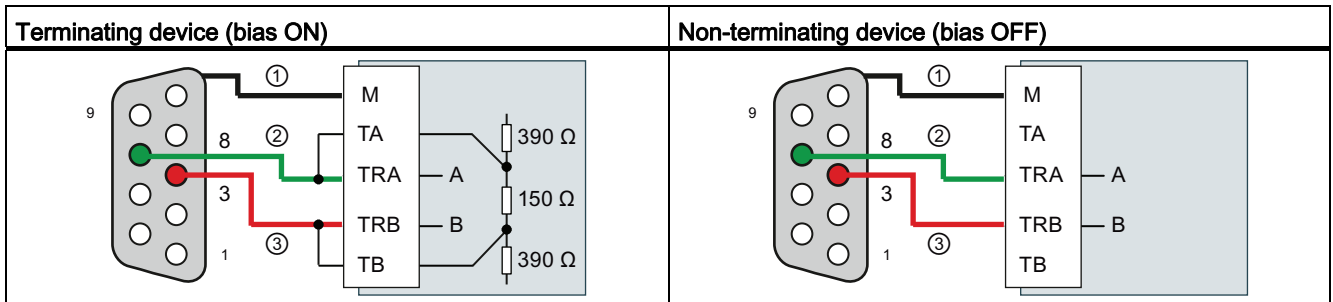 Terminating device (bias ON)
Non-terminating device (bias OFF)
9
8
3
1
①
②
③
M
TA
TRA
TRB
TB
A
B
390 Ω
150 Ω
390 Ω
9
8
3
1
①
②
③
M
TA
TRA
TRB
TB
A
B